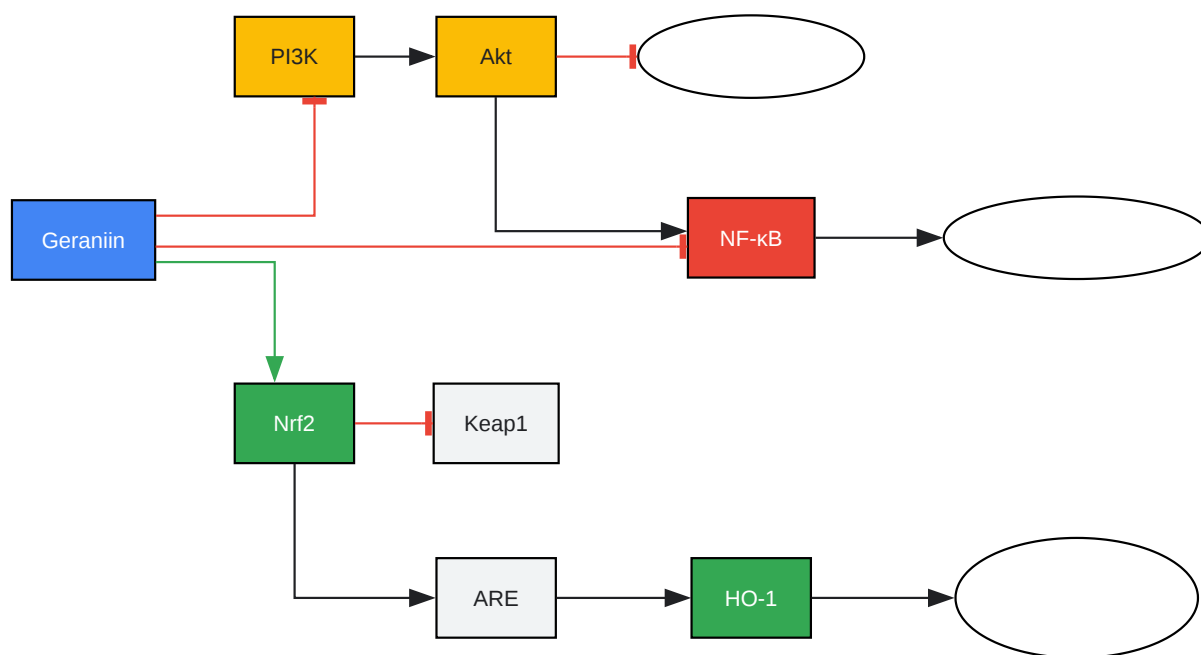 PI3K
Akt
Geraniin
NF-κB
Nrf2
Keap1
ARE
HO-1